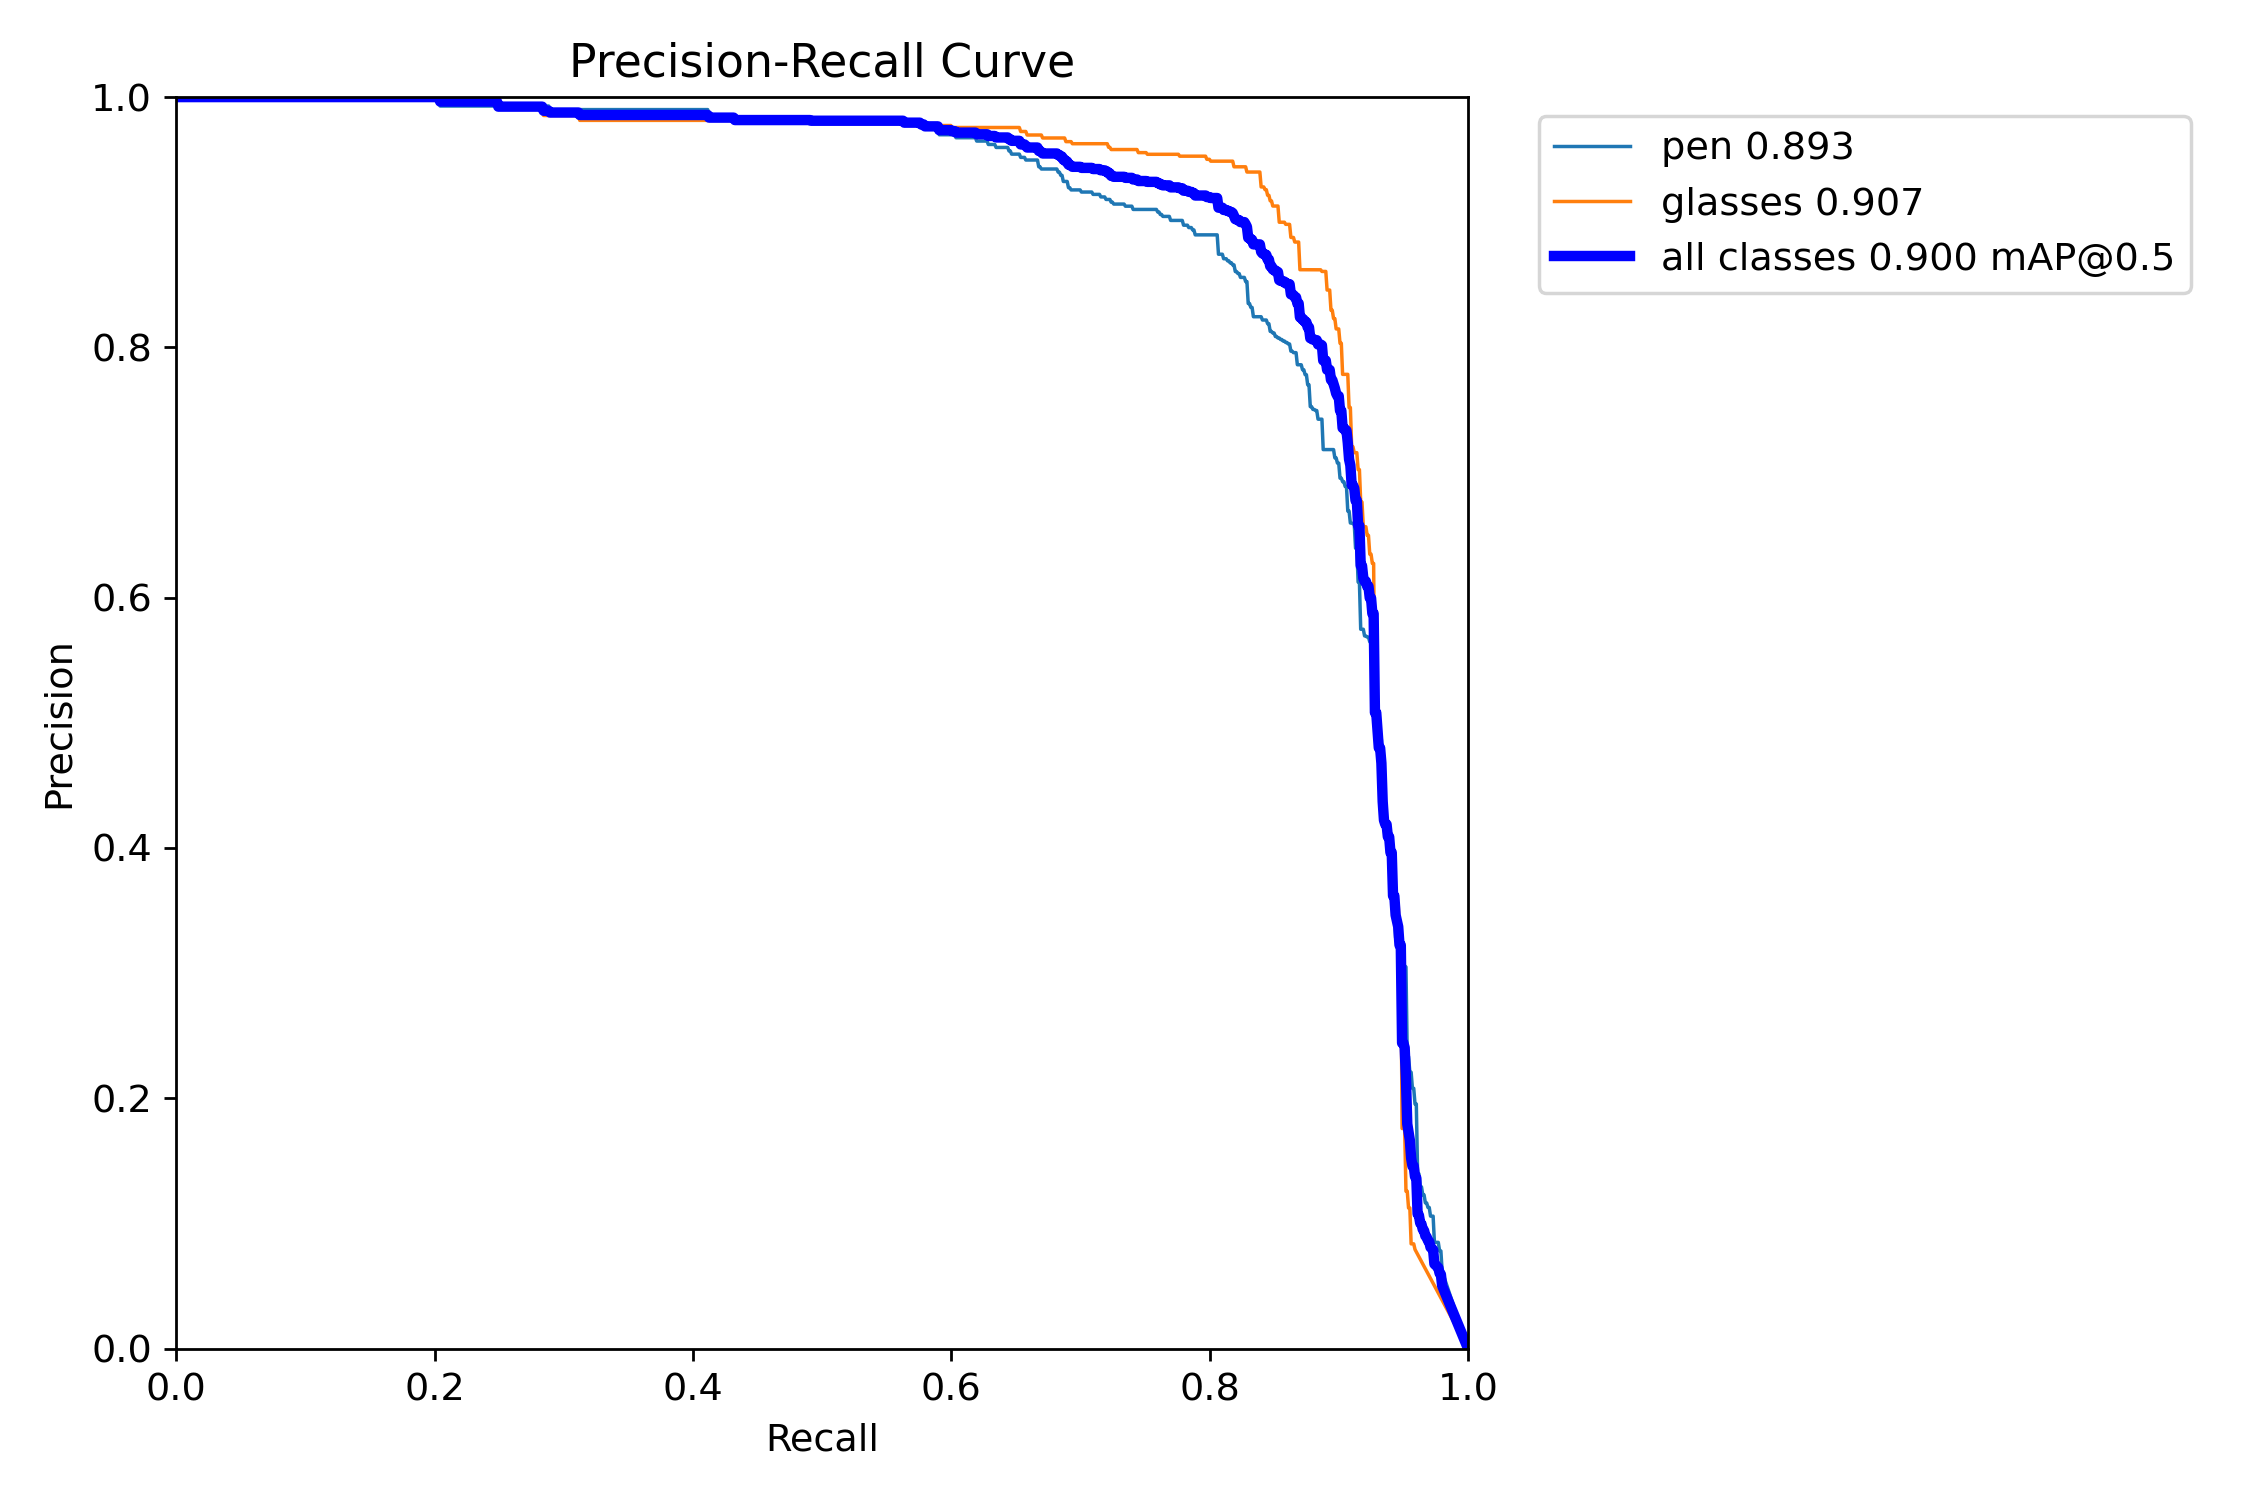 Precision-Recall Curve
pen 0.893
glasses 0.907
all classes 0.900 mAP@0.5
1.0
0.8
0.6
0.4
0.2
0.0
Precision
0.0 0.2 0.4 0.6 0.8 1.0
Recall